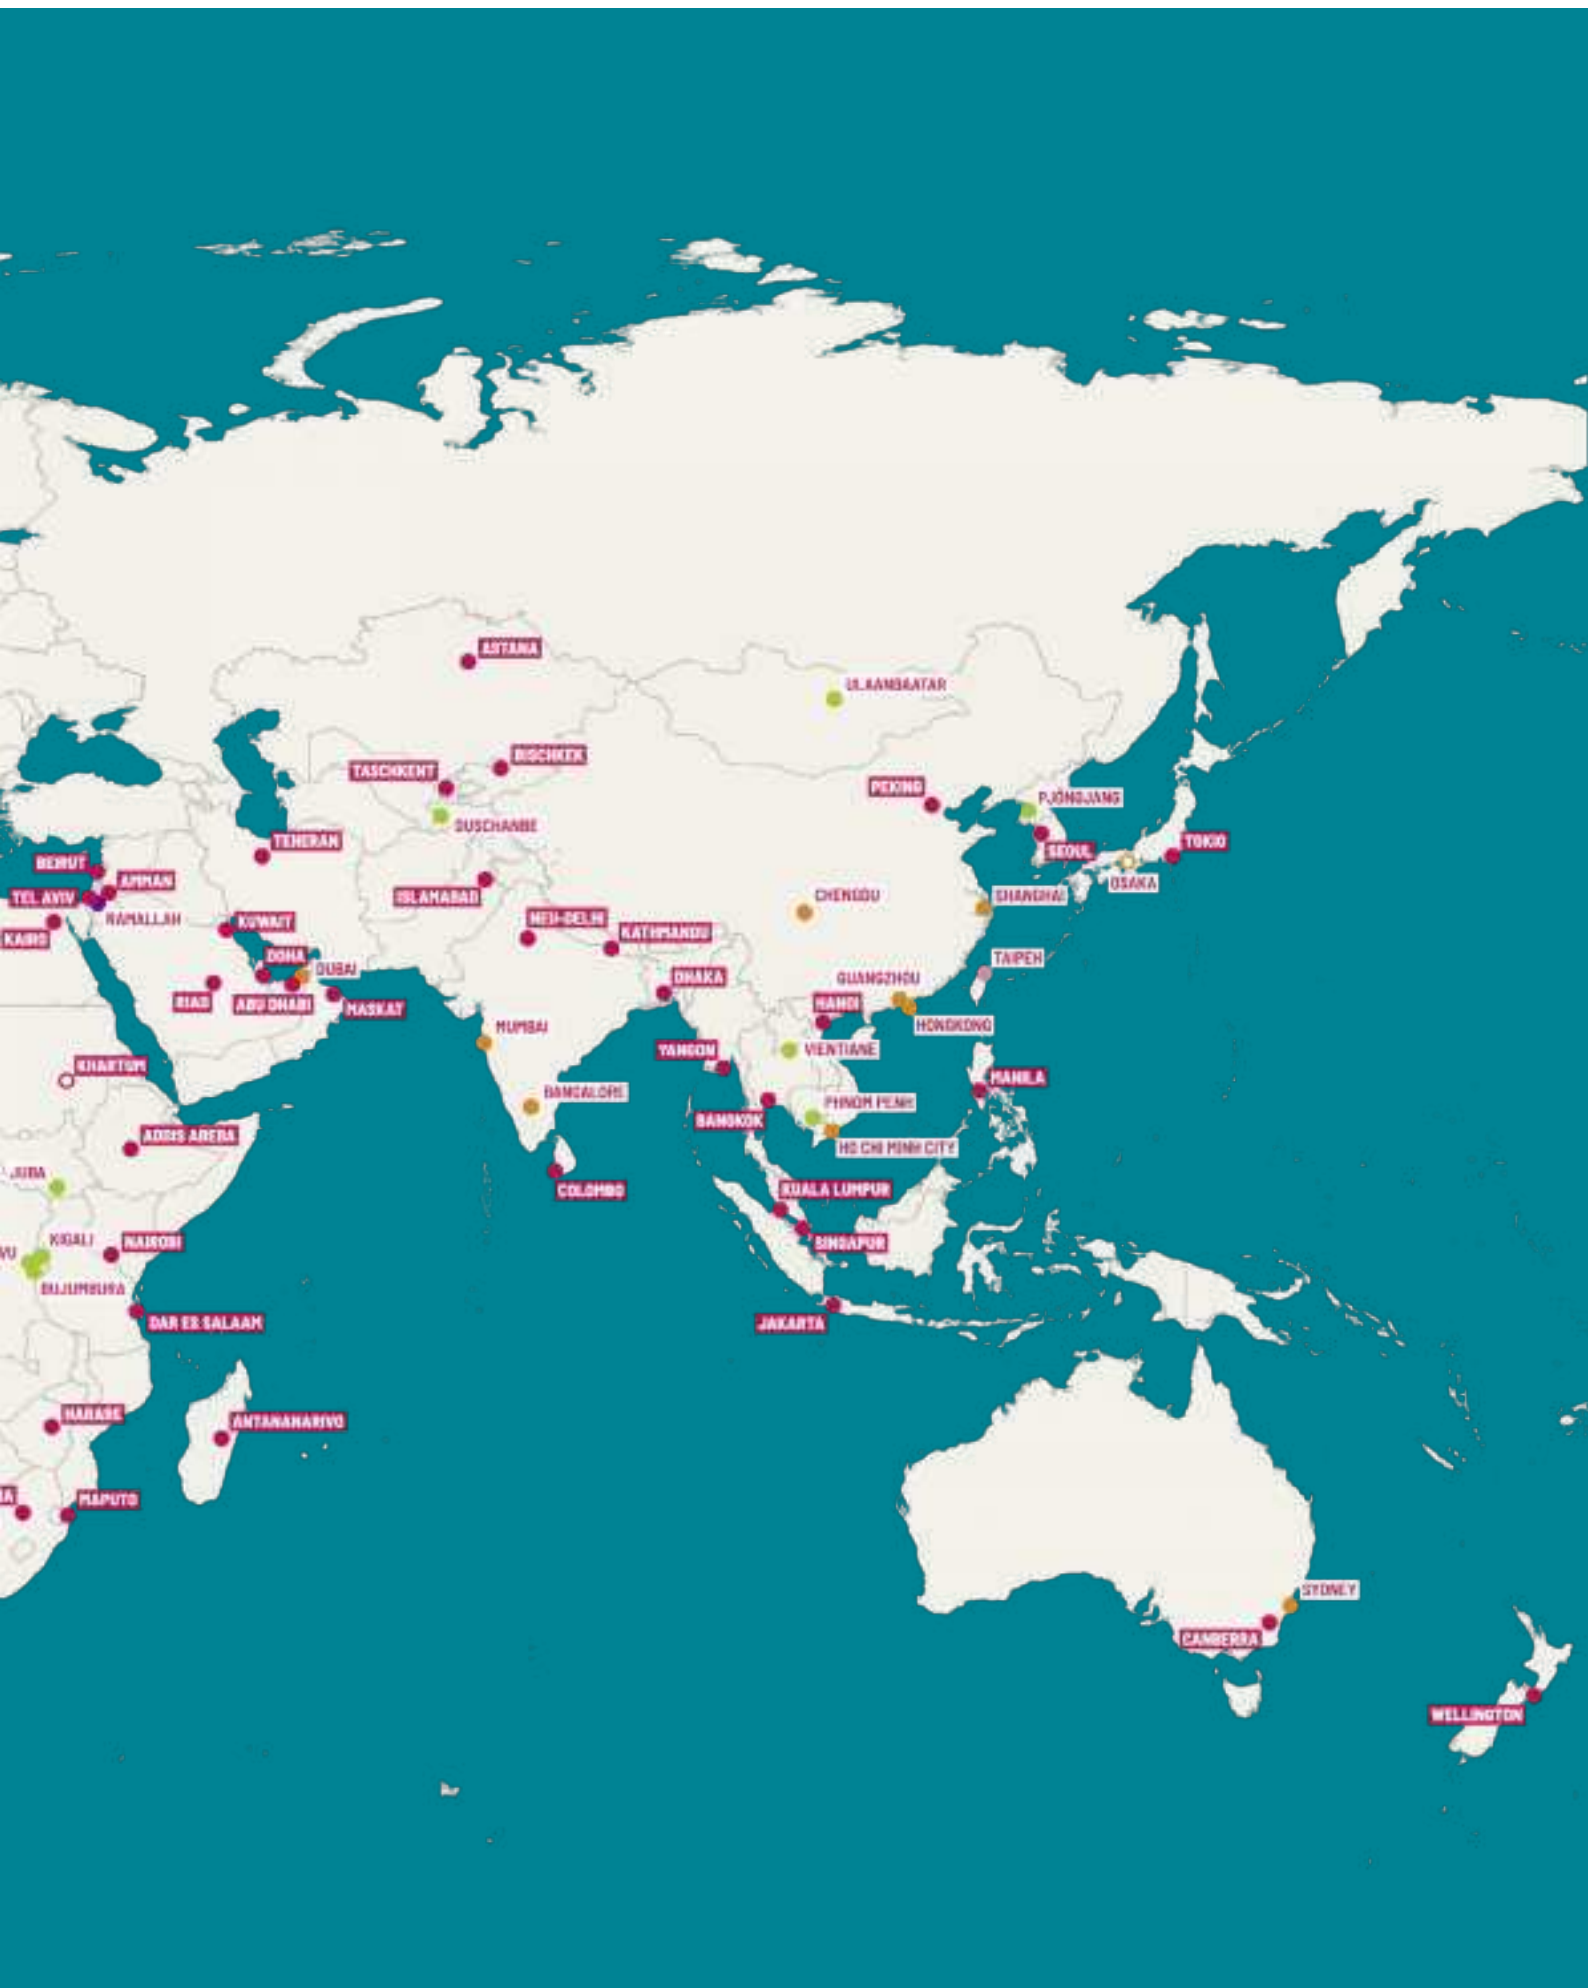 ASTANA
ULAANBAATAR
BISCHKEK
TASCHKENT
DUSCHANBE
PEKING
PJÖNGJANG
TEHERAN
TOKIO
SEOUL
BEIRUT
AMMAN
OSAKA
TEL AVIV
ISLAMABAD
CHENGDU
SHANGHAI
RAMALLAH
KUWAIT
NEU-DELHI
KATHMANDU
KAIRO
DOHA
DUBAI
TAIPEH
DHAKA
GUANGZHOU
RIAD
ABU DHABI
MASKAT
HANOI
HONGKONG
MUMBAI
YANGON
VIENTIANE
KHARTUM
MANILA
BANGALORE
PHNOM PENH
BANGKOK
ADDIS ABEBA
HO CHI MINH CITY
JUBA
COLOMBO
KUALA LUMPUR
KIGALI
NAIROBI
SINGAPUR
VU
BUJUMBURA
DAR ES SALAAM
JAKARTA
HARARE
ANTANANARIVO
IA
MAPUTO
SYDNEY
CANBERRA
WELLINGTON